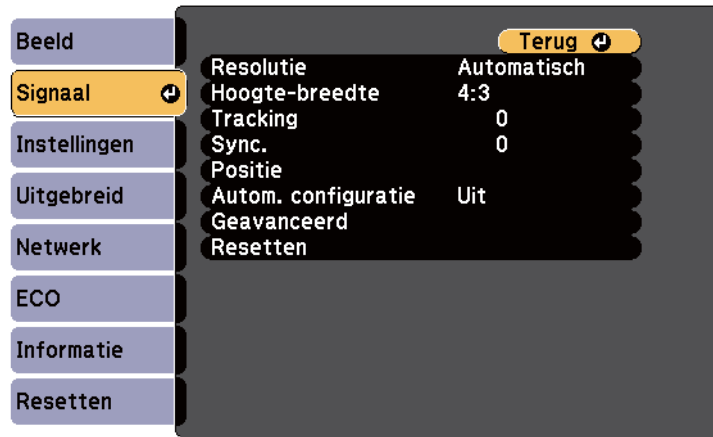 Beeld
Signaal
Instellingen
Uitgebreid
Netwerk
ECO
Informatie
Resetten
Terug
Resolutie Automatisch
Hoogte-breedte 4:3
Tracking 0
Sync. 0
Positie
Autom. configuratie Uit
Geavanceerd
Resetten